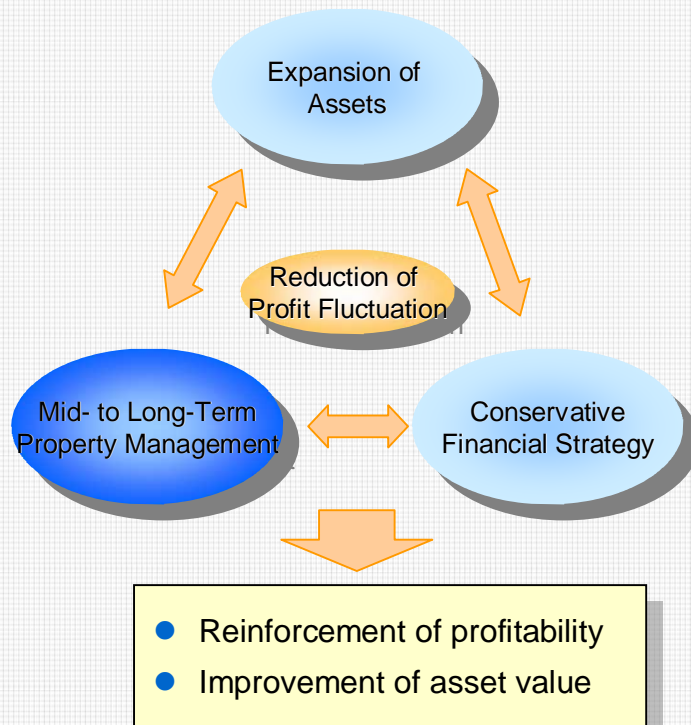 Expansion of
Assets
Reduction of
Profit Fluctuation
Mid- to Long-Term
Property Management
Conservative
Financial Strategy
Reinforcement of profitability
Improvement of asset value